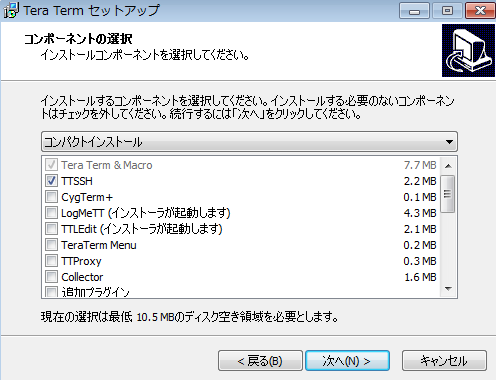 Tera Term セットアップ
コンポーネントの選択
インストールコンポーネントを選択してください。
インストールするコンポーネントを選択してください。インストールする必要のないコンポーネン
トはチェックを外してください。続行するには「次へ」をクリックしてください。
コンパクトインストール
Tera Term & Macro 7.7 MB
TTSSH 2.2 MB
CygTerm+ 0.1 MB
LogMeTT (インストーラが起動します) 4.3 MB
TTLEdit (インストーラが起動します) 2.1 MB
TeraTerm Menu 0.2 MB
TTProxy 0.3 MB
Collector 1.6 MB
追加プラグイン
現在の選択は最低 10.5 MBのディスク空き領域を必要とします。
< 戻る(B) 次へ(N) > キャンセル